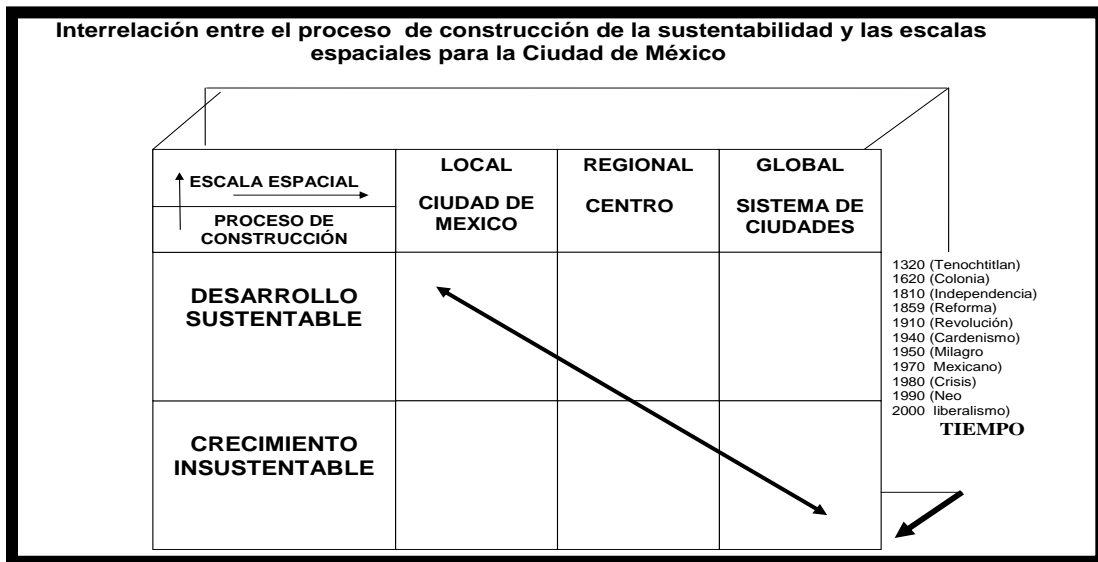 Interrelación entre el proceso de construcción de la sustentabilidad y las escalas
espaciales para la Ciudad de México
ESCALA ESPACIAL
PROCESO DE
CONSTRUCCIÓN
LOCAL
CIUDAD DE
MEXICO
REGIONAL
CENTRO
GLOBAL
SISTEMA DE
CIUDADES
DESARROLLO
SUSTENTABLE
CRECIMIENTO
INSUSTENTABLE
1320 (Tenochtitlan)
1620 (Colonia)
1810 (Independencia)
1859 (Reforma)
1910 (Revolución)
1940 (Cardenismo)
1950 (Milagro
1970 Mexicano)
1980 (Crisis)
1990 (Neo
2000 liberalismo)
TIEMPO